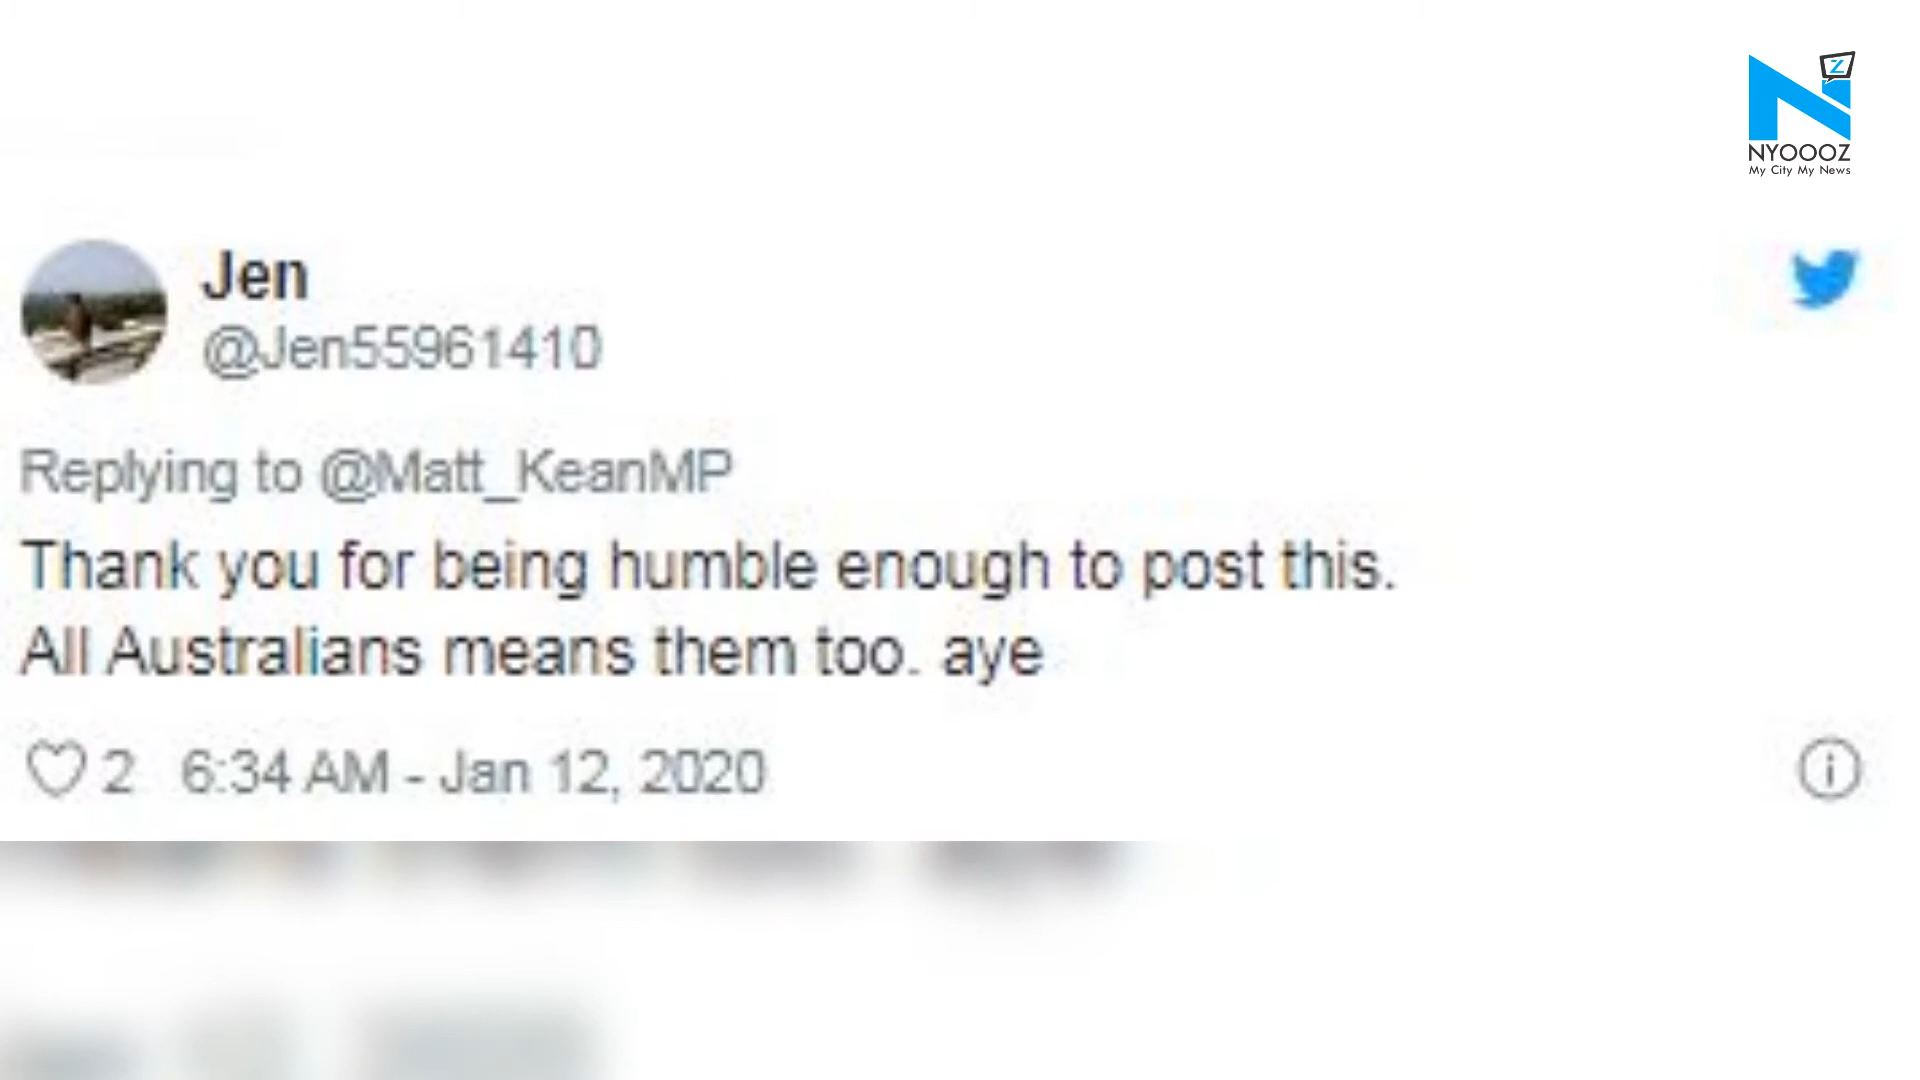 Z
NYOOOZ
My City My News
Jen
@Jen55961410
Replying to @Matt_KeanMP
Thank you for being humble enough to post this.
All Australians means them too. aye
2 6:34 AM - Jan 12, 2020